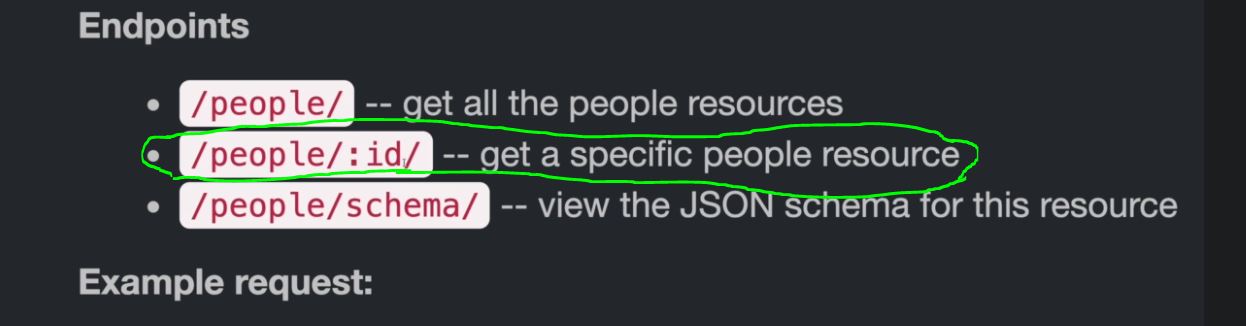 Endpoints
/people/ -- get all the people resources
/people/:id/ -- get a specific people resource
/people/schema/ -- view the JSON schema for this resource
Example request: